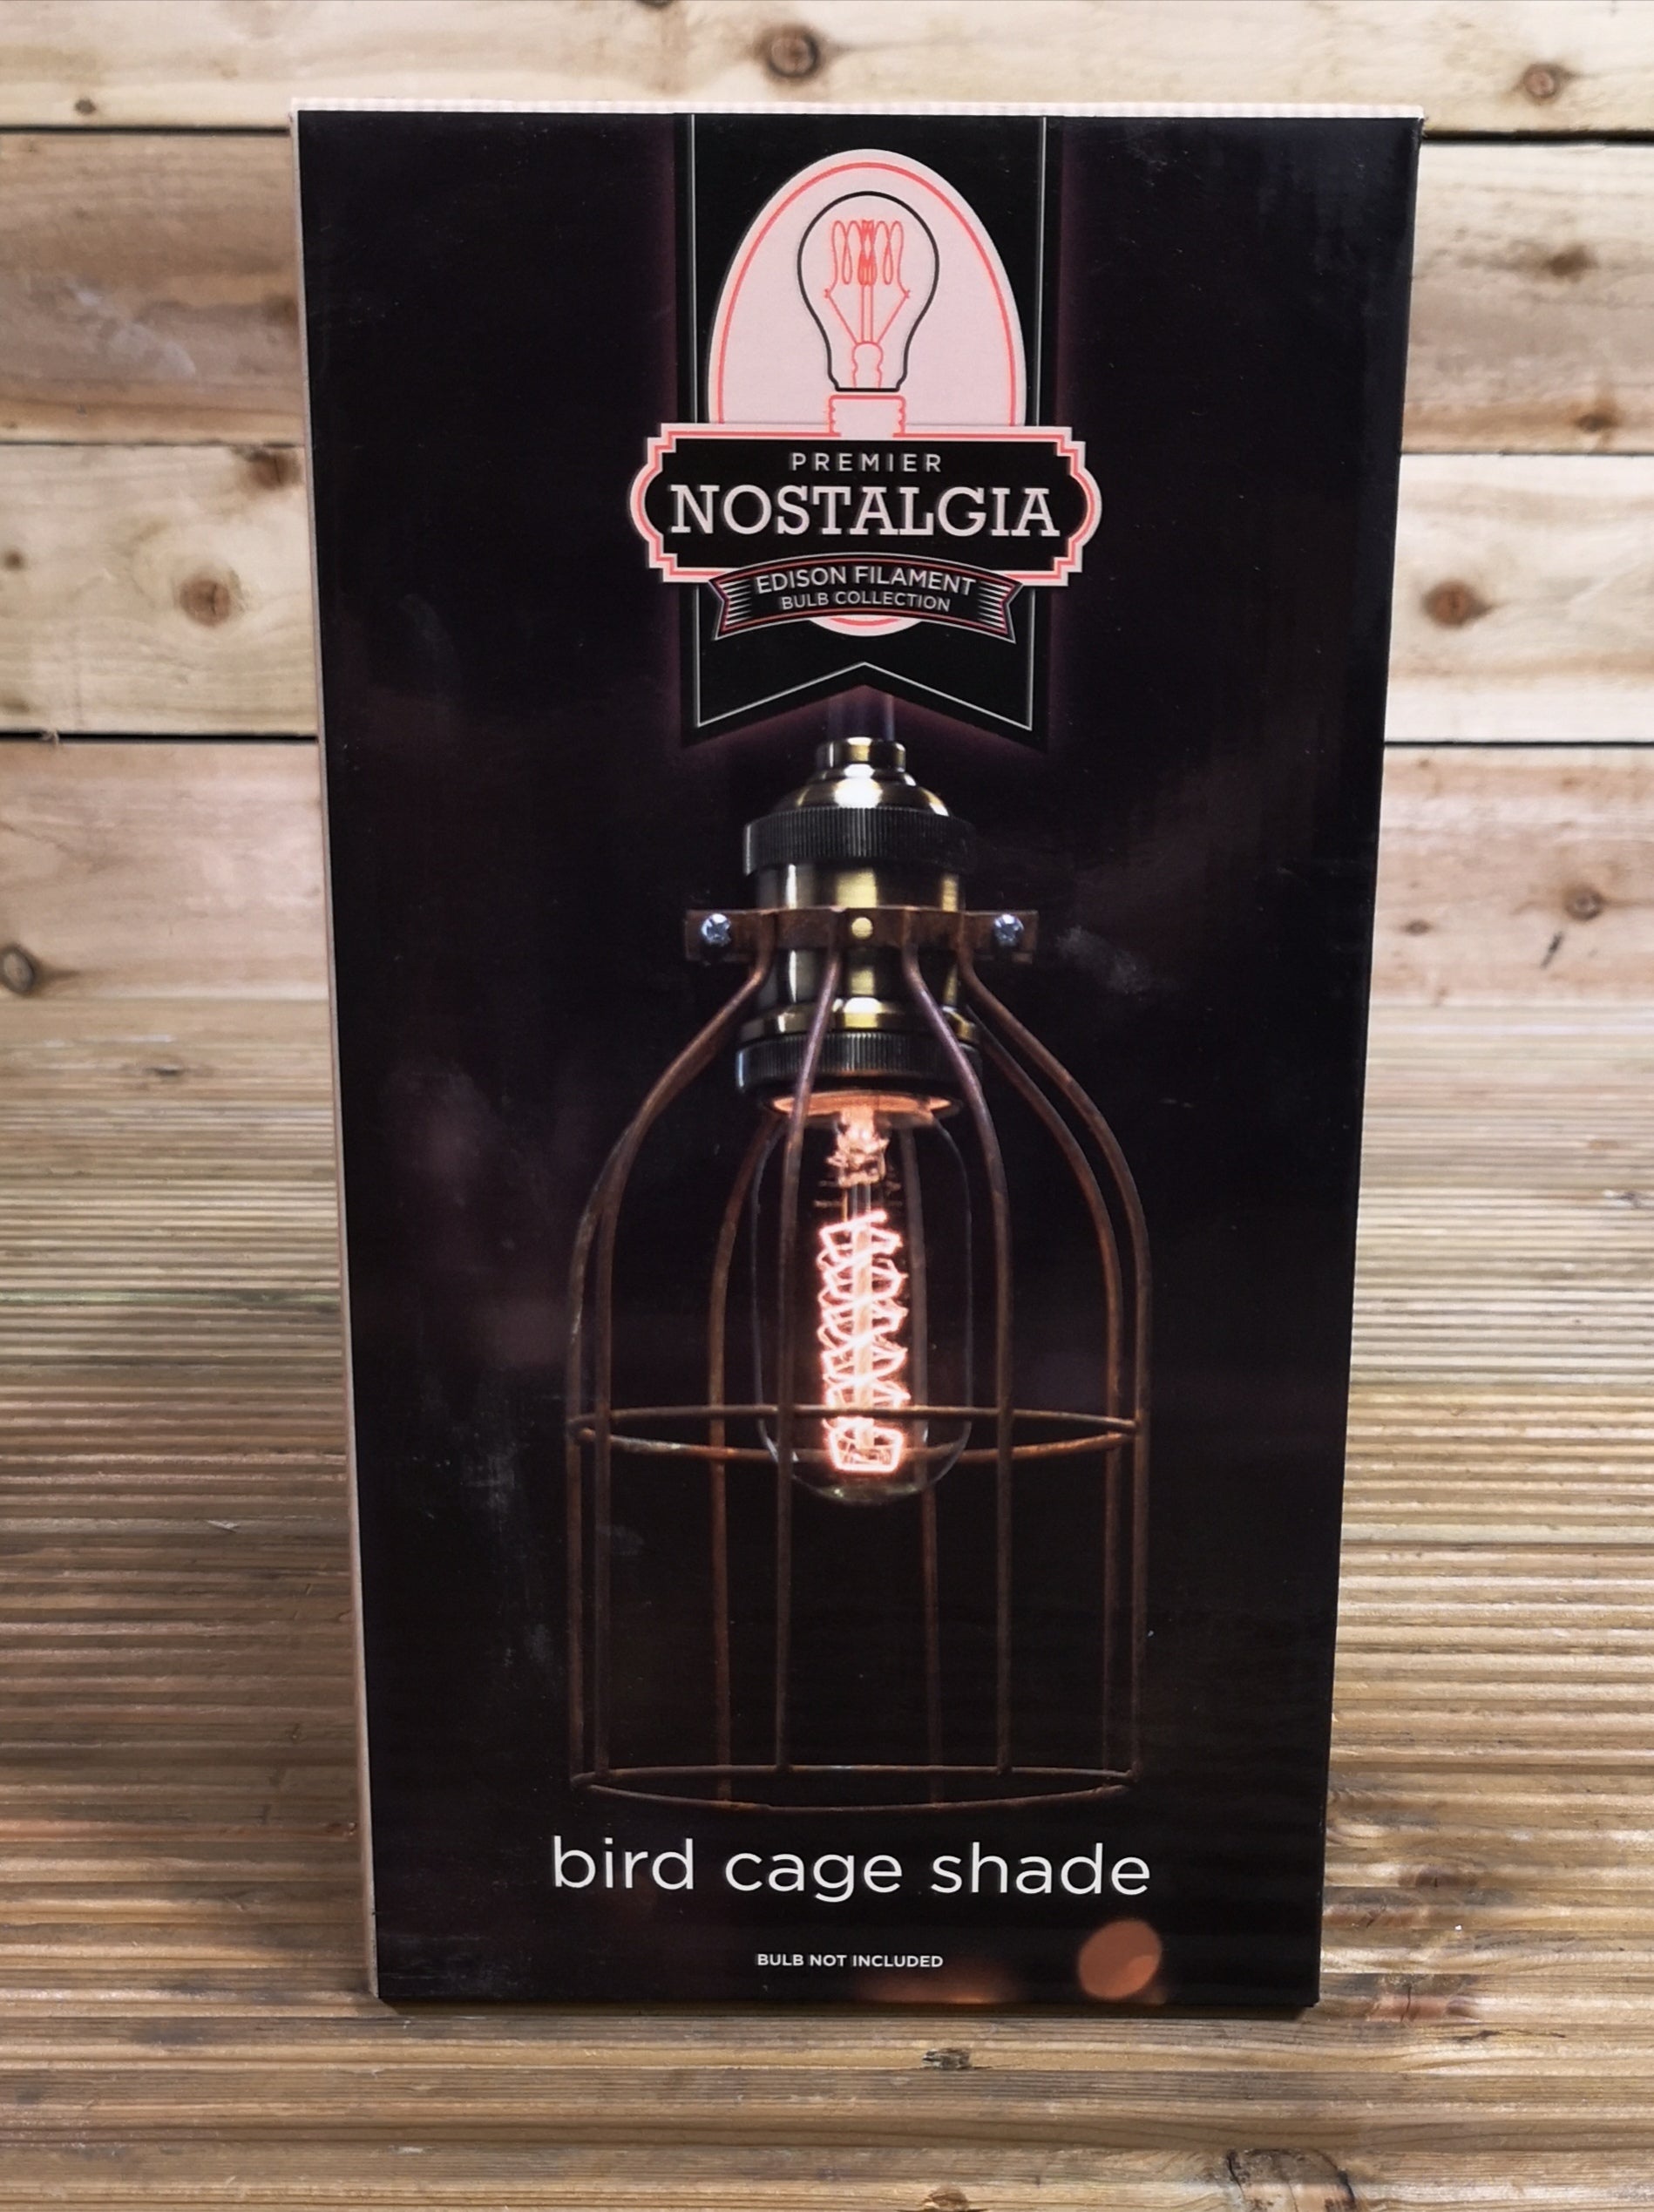 PREMIER
NOSTALGIA
EDISON FILAMENT
BULB COLLECTION
bird cage shade
BULB NOT INCLUDED